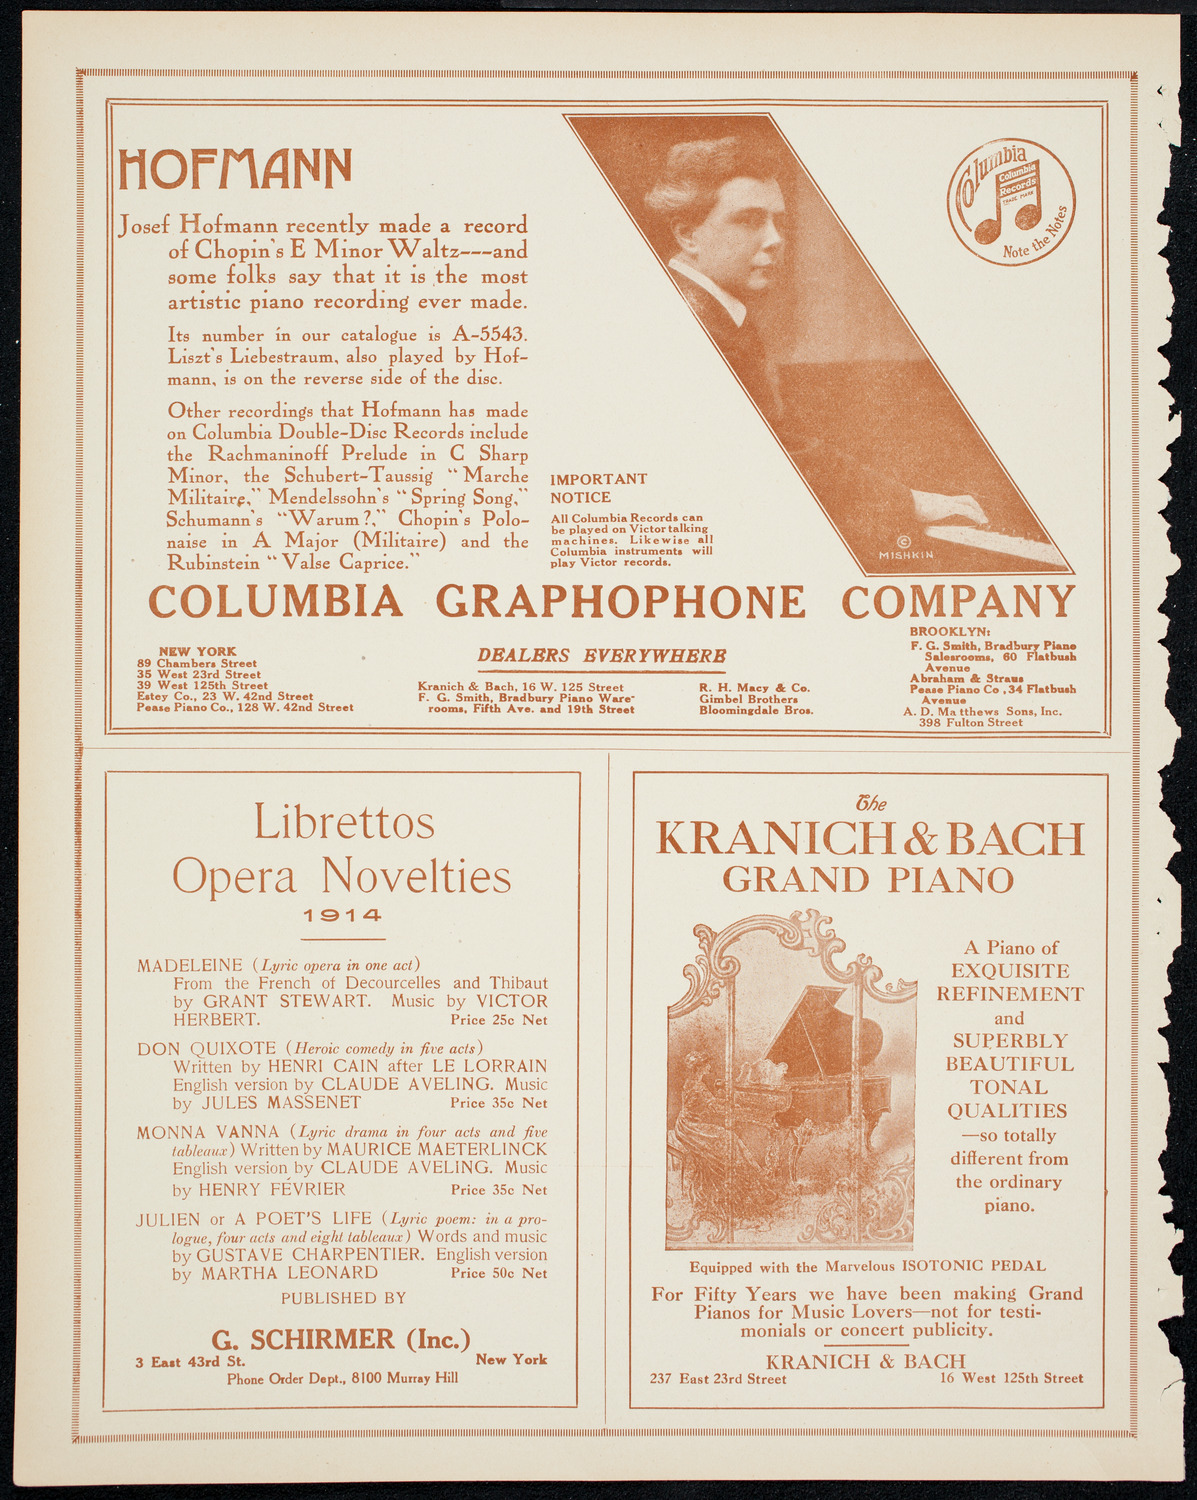 HOFMANN
Josef Hofmann recently made a record
of Chopin's E Minor Waltz---and
some folks say that it is the most
artistic piano recording ever made.
Its number in our catalogue is A-5543.
Liszt's Liebestraum, also played by Hof-
mann, is on the reverse side of the disc.
Other recordings that Hofmann has made
on Columbia Double-Disc Records include
the Rachmaninoff Prelude in C Sharp
Minor, the Schubert-Taussig "Marche
Militaire," Mendelssohn's "Spring Song,"
Schumann's "Warum?," Chopin's Polo-
naise in A Major (Militaire) and the
Rubinstein "Valse Caprice."
IMPORTANT
NOTICE
All Columbia Records can
be played on Victor talking
machines. Likewise all
Columbia instruments will
play Victor records.
©
MISHKIN
Columbia
Columbia
Records
TRADE MARK
Note the Notes
COLUMBIA GRAPHOPHONE COMPANY
NEW YORK
89 Chambers Street
35 West 23rd Street
39 West 125th Street
Estey Co., 23 W. 42nd Street
Pease Piano Co., 128 W. 42nd Street
DEALERS EVERYWHERE
Kranich & Bach, 16 W. 125 Street
F. G. Smith, Bradbury Piano Ware-
rooms, Fifth Ave. and 19th Street
R. H. Macy & Co.
Gimbel Brothers
Bloomingdale Bros.
BROOKLYN:
F. G. Smith, Bradbury Piano
Salesrooms, 60 Flatbush
Avenue
Abraham & Straus
Pease Piano Co., 34 Flatbush
Avenue
A. D. Matthews Sons, Inc.
398 Fulton Street
Librettos
Opera Novelties
1914
MADELEINE (Lyric opera in one act)
From the French of Decourcelles and Thibaut
by GRANT STEWART. Music by VICTOR
HERBERT. Price 25c Net
DON QUIXOTE (Heroic comedy in five acts)
Written by HENRI CAIN after LE LORRAIN
English version by CLAUDE AVELING. Music
by JULES MASSENET Price 35c Net
MONNA VANNA (Lyric drama in four acts and five
tableaux) Written by MAURICE MAETERLINCK
English version by CLAUDE AVELING. Music
by HENRY FÉVRIER Price 35c Net
JULIEN or A POET'S LIFE (Lyric poem: in a pro-
logue, four acts and eight tableaux) Words and music
by GUSTAVE CHARPENTIER. English version
by MARTHA LEONARD Price 50c Net
PUBLISHED BY
G. SCHIRMER (Inc.)
3 East 43rd St. New York
Phone Order Dept., 8100 Murray Hill
The
KRANICH & BACH
GRAND PIANO
A Piano of
EXQUISITE
REFINEMENT
and
SUPERBLY
BEAUTIFUL
TONAL
QUALITIES
—so totally
different from
the ordinary
piano.
Equipped with the Marvelous ISOTONIC PEDAL
For Fifty Years we have been making Grand
Pianos for Music Lovers—not for testi-
monials or concert publicity.
KRANICH & BACH
237 East 23rd Street 16 West 125th Street